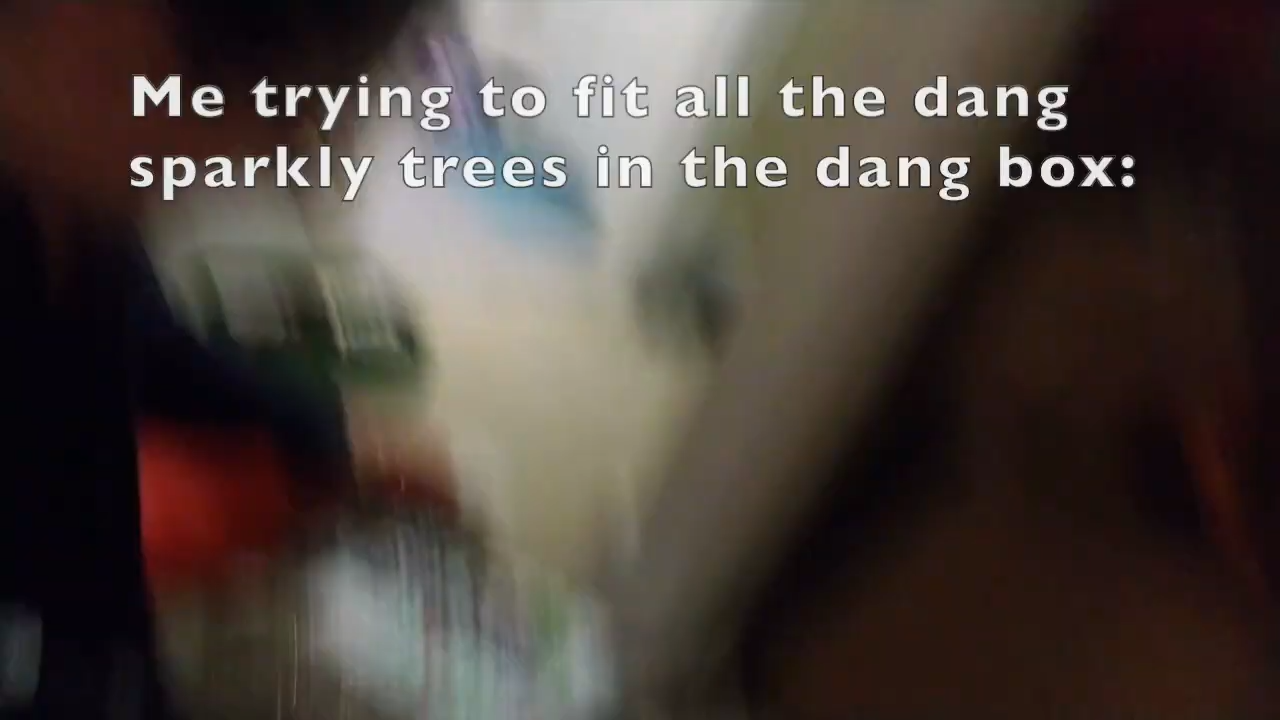 Me trying to fit all the dang
sparkly trees in the dang box: